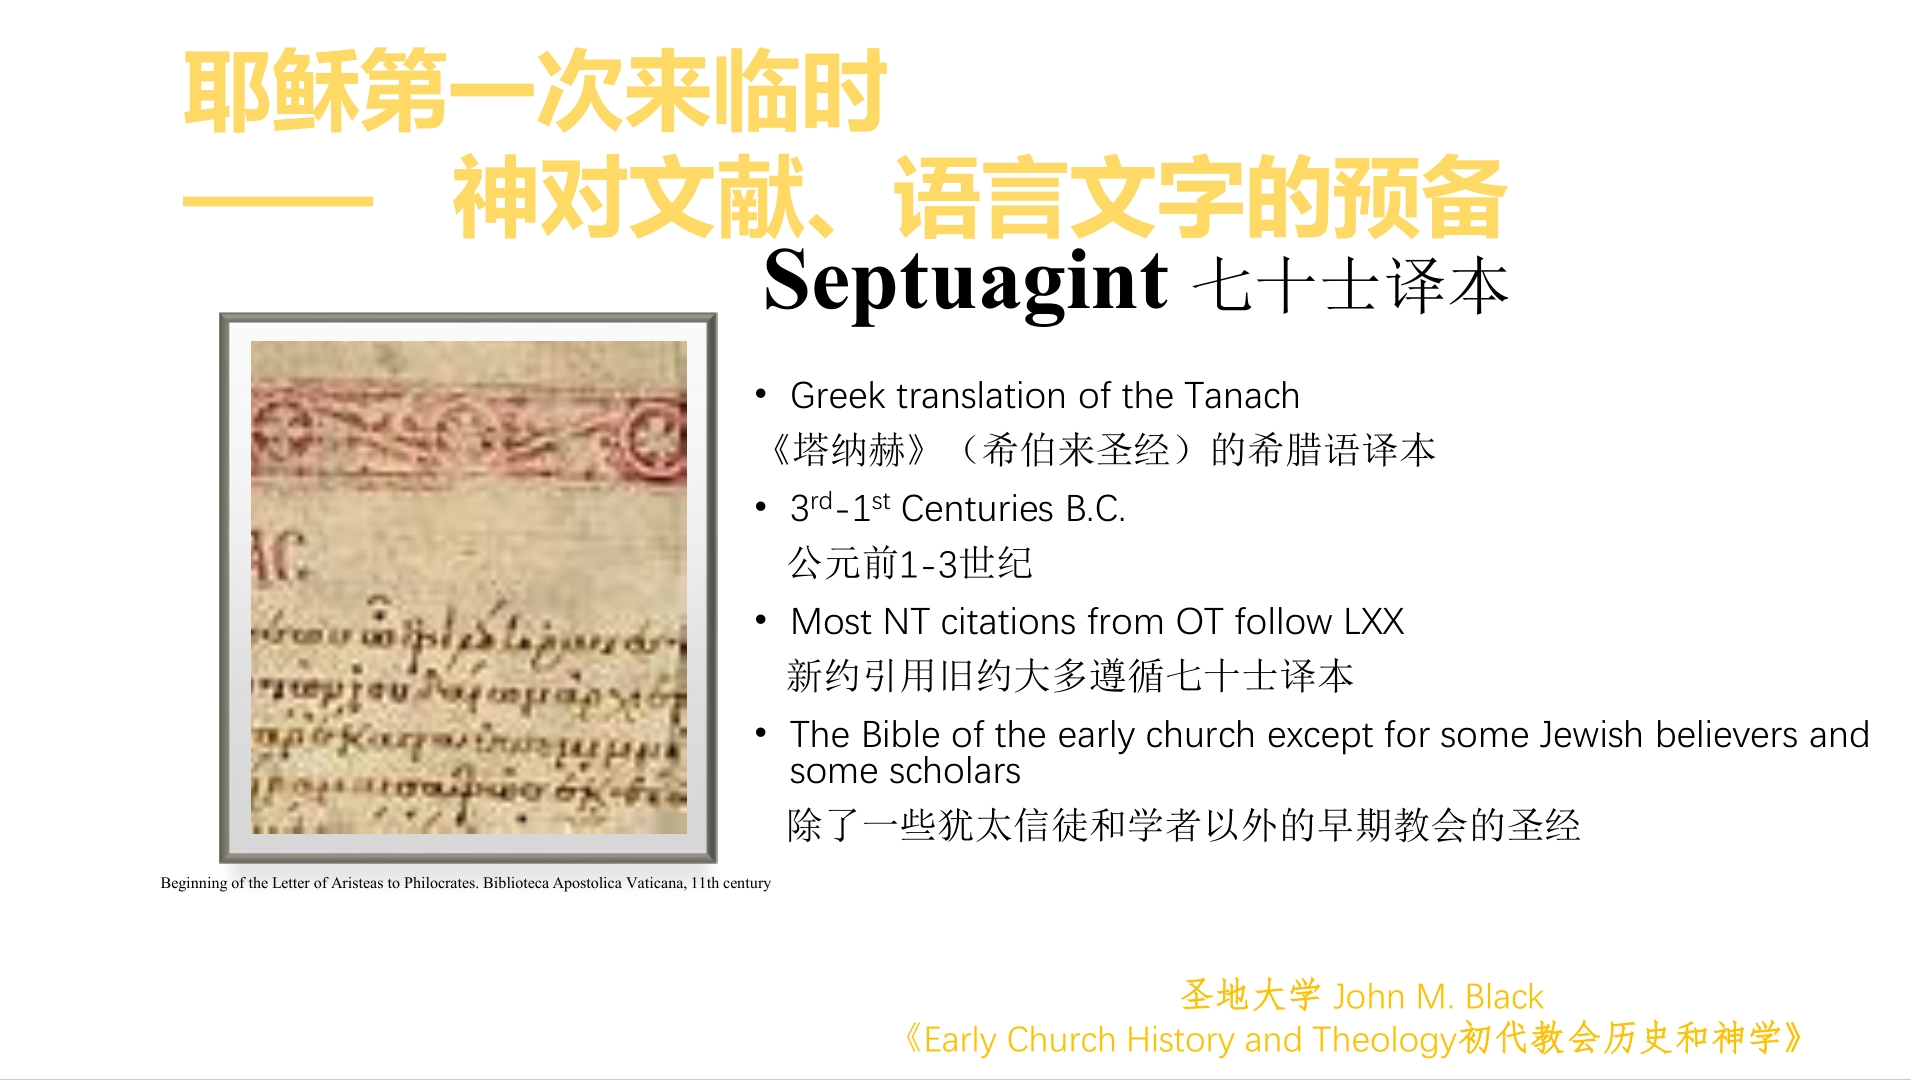 耶稣第一次来临时
—— 神对文献、语言文字的预备
Septuagint 七十士译本
• Greek translation of the Tanach
《塔纳赫》（希伯来圣经）的希腊语译本
• 3rd-1st Centuries B.C.
公元前1-3世纪
• Most NT citations from OT follow LXX
新约引用旧约大多遵循七十士译本
• The Bible of the early church except for some Jewish believers and
some scholars
除了一些犹太信徒和学者以外的早期教会的圣经
Beginning of the Letter of Aristeas to Philocrates. Biblioteca Apostolica Vaticana, 11th century
圣地大学 John M. Black
《Early Church History and Theology初代教会历史和神学》